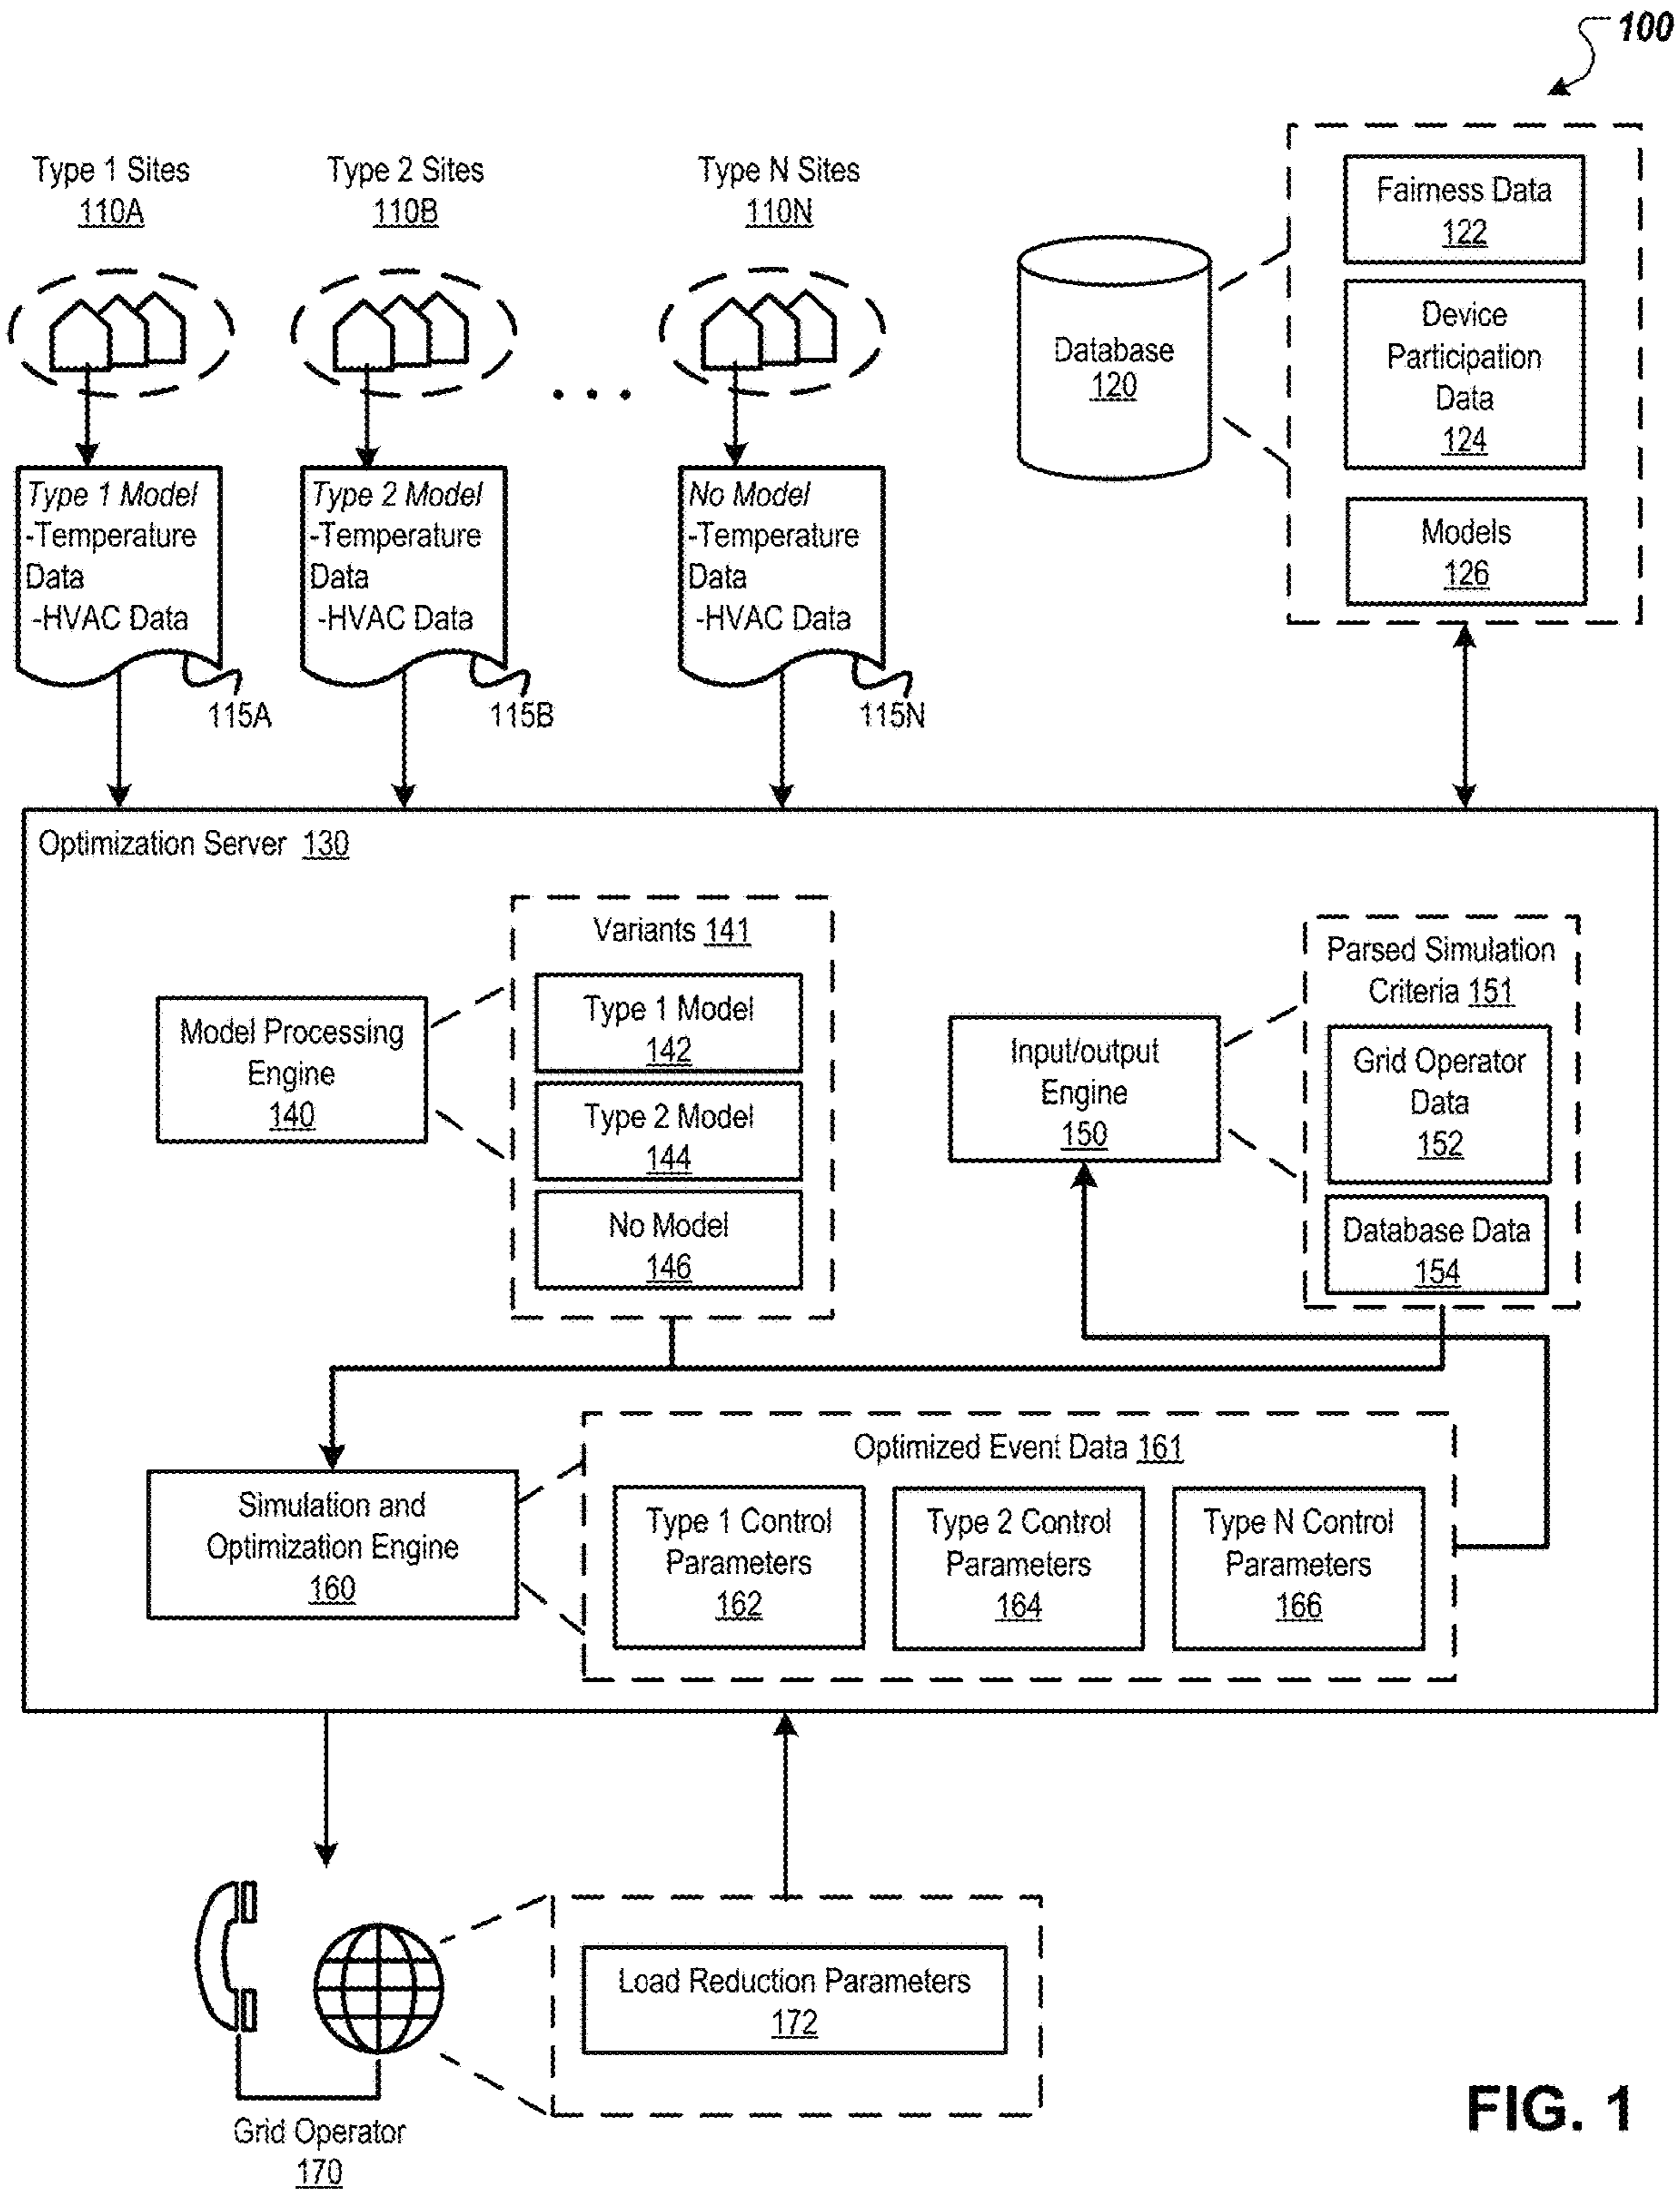 100
Type 1 Sites
110A
Type 2 Sites
110B
Type N Sites
110N
Fairness Data
122
Device
Participation
Data
124
Models
126
Database
120
Type 1 Model
-Temperature
Data
-HVAC Data
115A
Type 2 Model
-Temperature
Data
-HVAC Data
115B
. . .
No Model
-Temperature
Data
-HVAC Data
115N
Optimization Server 130
Model Processing
Engine
140
Variants 141
Type 1 Model
142
Type 2 Model
144
No Model
146
Input/output
Engine
150
Parsed Simulation
Criteria 151
Grid Operator
Data
152
Database Data
154
Simulation and
Optimization Engine
160
Optimized Event Data 161
Type 1 Control
Parameters
162
Type 2 Control
Parameters
164
Type N Control
Parameters
166
Load Reduction Parameters
172
Grid Operator
170
FIG. 1